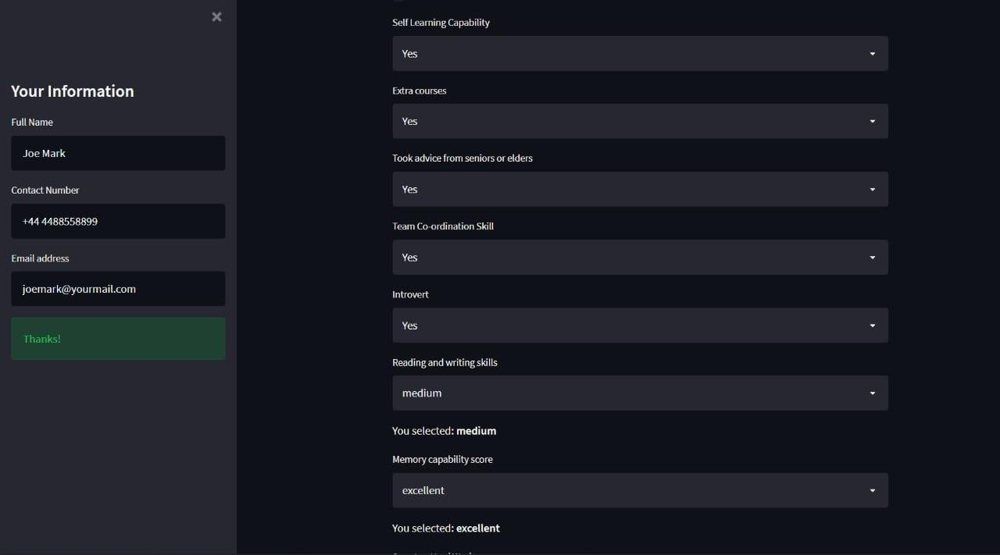 Your Information
Full Name
Joe Mark
Contact Number
+44 4488558899
Email address
joemark@yourmail.com
Thanks!
Self Learning Capability
Yes
Extra courses
Yes
Took advice from seniors or elders
Yes
Team Co-ordination Skill
Yes
Introvert
Yes
Reading and writing skills
medium
You selected: medium
Memory capability score
excellent
You selected: excellent